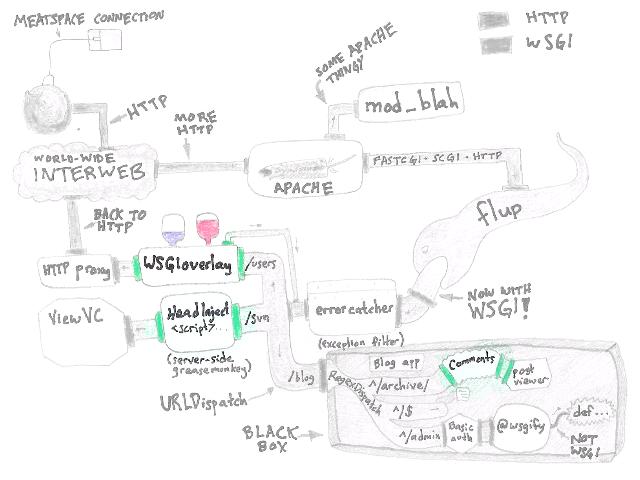 MEATSPACE CONNECTION
HTTP
WSGI
HTTP
MORE
HTTP
SOME APACHE
THINGY
mod_blah
WORLD-WIDE
INTERWEB
APACHE
FASTCGI - SCGI - HTTP
flup
BACK TO
HTTP
HTTP proxy
WSGIoverlay
/users
ViewVC
HeadInject
<script>...
/svn
(server-side
greasemonkey)
errorcatcher
(exception filter)
NOW WITH
WSGI!
URLDispatch
/blog
BLACK
BOX
RegexDispatch
Blog app
^/archive/
^/$
^/admin
Comments
post
viewer
Basic
auth
@wsgify
def...
NOT
WSGI